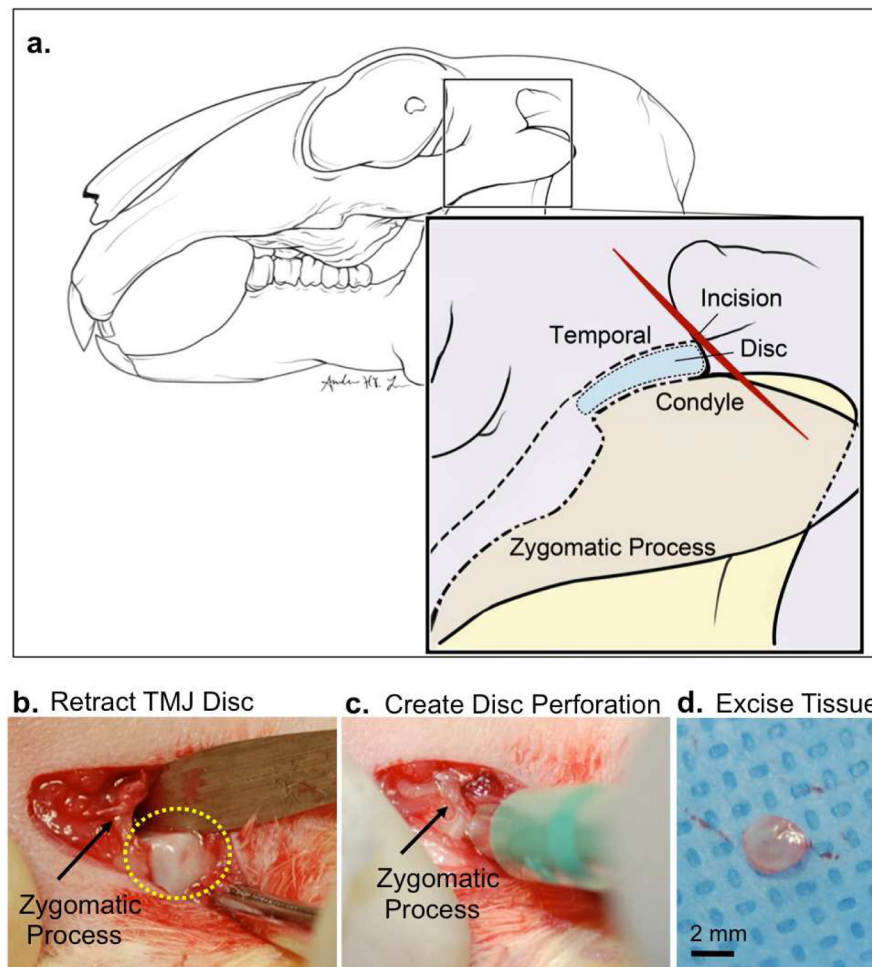 a.
Incision
Temporal
Disc
Condyle
Zygomatic Process
b. Retract TMJ Disc
c. Create Disc Perforation
d. Excise Tissue
Zygomatic
Process
Zygomatic
Process
2 mm